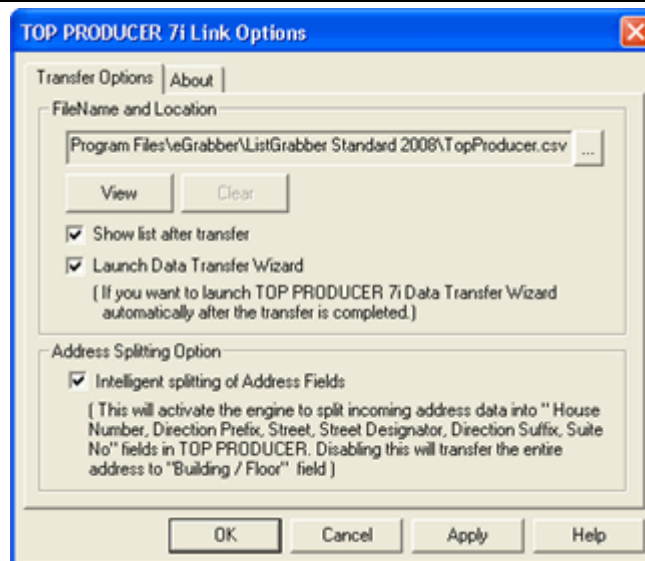 TOP PRODUCER 7i Link Options
Transfer Options
About
FileName and Location
Program Files\eGrabber\ListGrabber Standard 2008\TopProducer.csv
...
View
Clear
Show list after transfer
Launch Data Transfer Wizard
( If you want to launch TOP PRODUCER 7i Data Transfer Wizard
automatically after the transfer is completed.)
Address Splitting Option
Intelligent splitting of Address Fields
( This will activate the engine to split incoming address data into " House
Number, Direction Prefix, Street, Street Designator, Direction Suffix, Suite
No" fields in TOP PRODUCER. Disabling this will transfer the entire
address to "Building / Floor" field )
OK
Cancel
Apply
Help